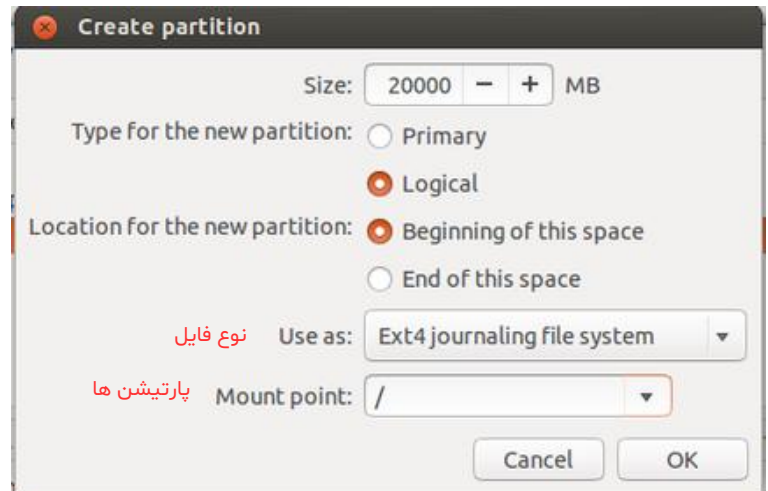 Create partition
Size: 20000 − + MB
Type for the new partition: Primary
Logical
Location for the new partition: Beginning of this space
End of this space
نوع فایل Use as: Ext4 journaling file system
پارتیشن ها Mount point: /
Cancel OK